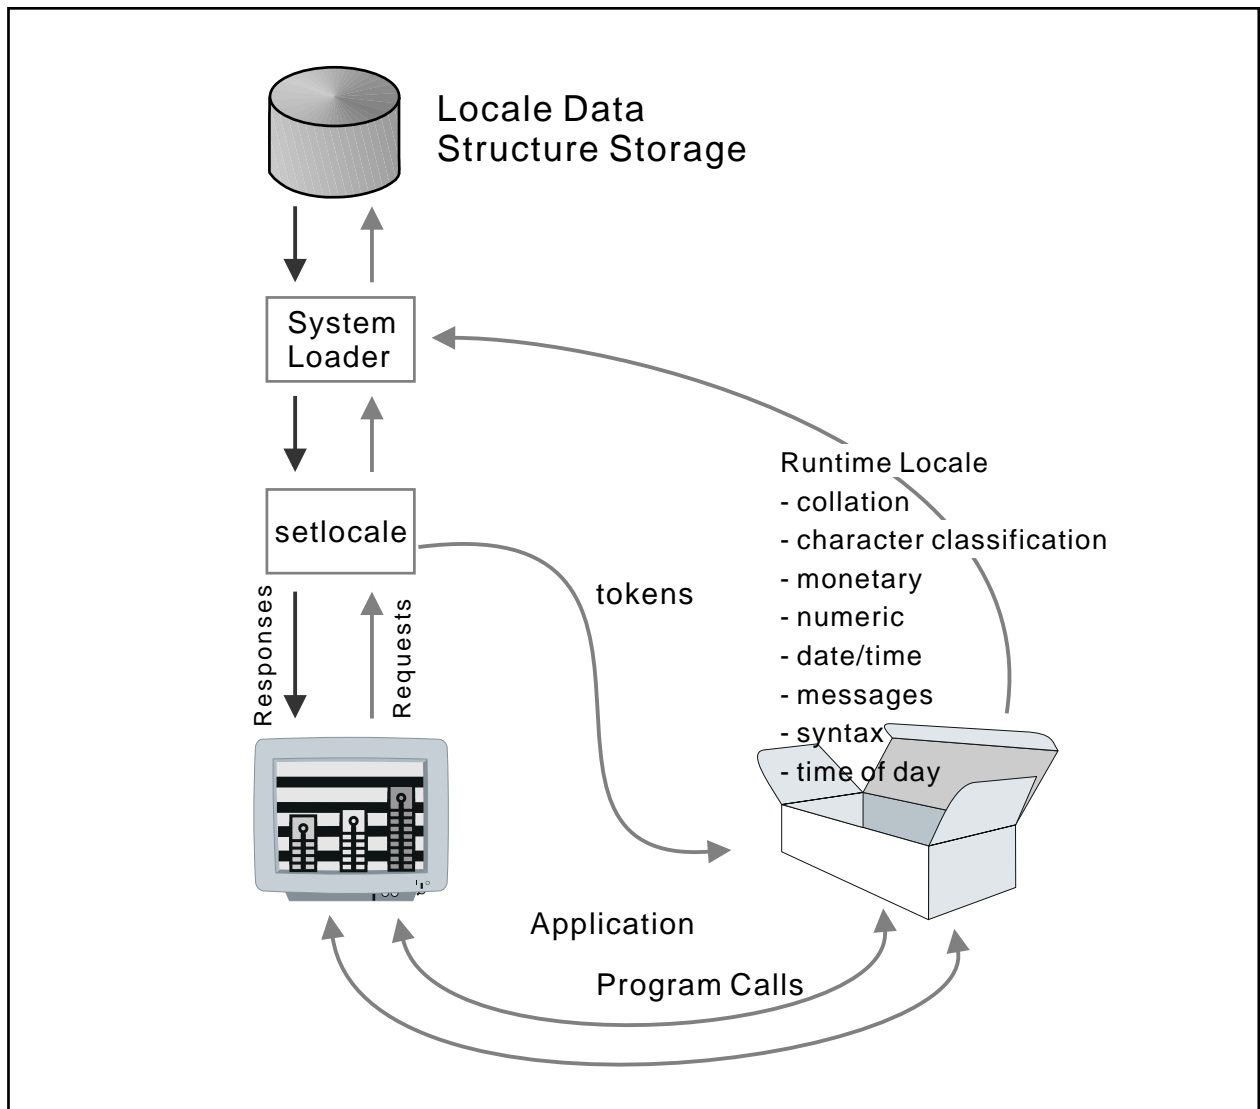 Locale Data
Structure Storage
System
Loader
setlocale
Responses
Requests
tokens
Runtime Locale
- collation
- character classification
- monetary
- numeric
- date/time
- messages
- syntax
- time of day
Application
Program Calls